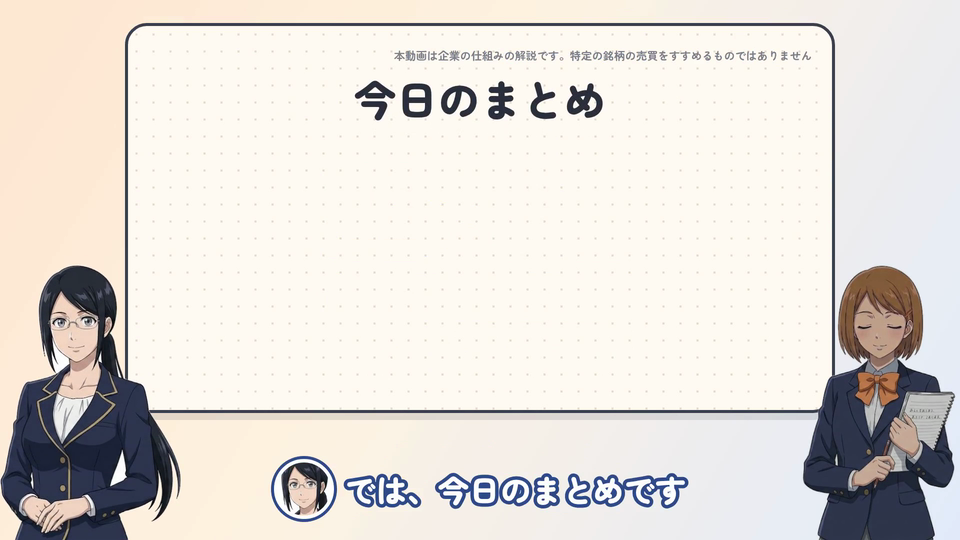 本動画は企業の仕組みの解説です。特定の銘柄の売買をすすめるものではありません
今日のまとめ
では、今日のまとめです